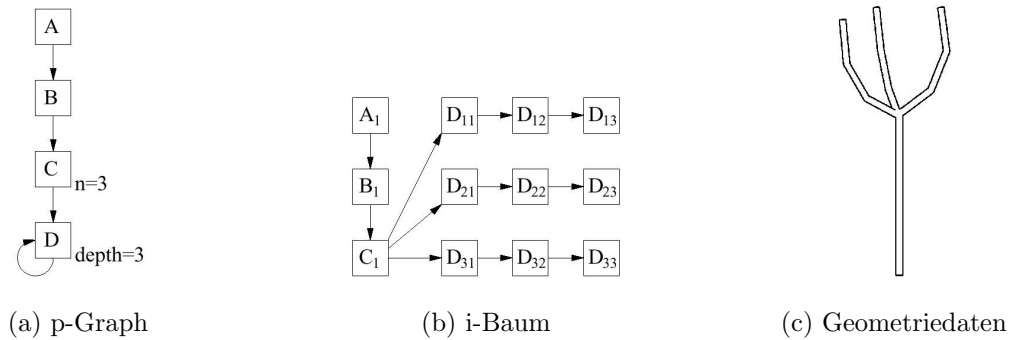 A
B
C
n=3
D
depth=3
(a) p-Graph
A1 D11 D12 D13
B1 D21 D22 D23
C1 D31 D32 D33
(b) i-Baum
(c) Geometriedaten